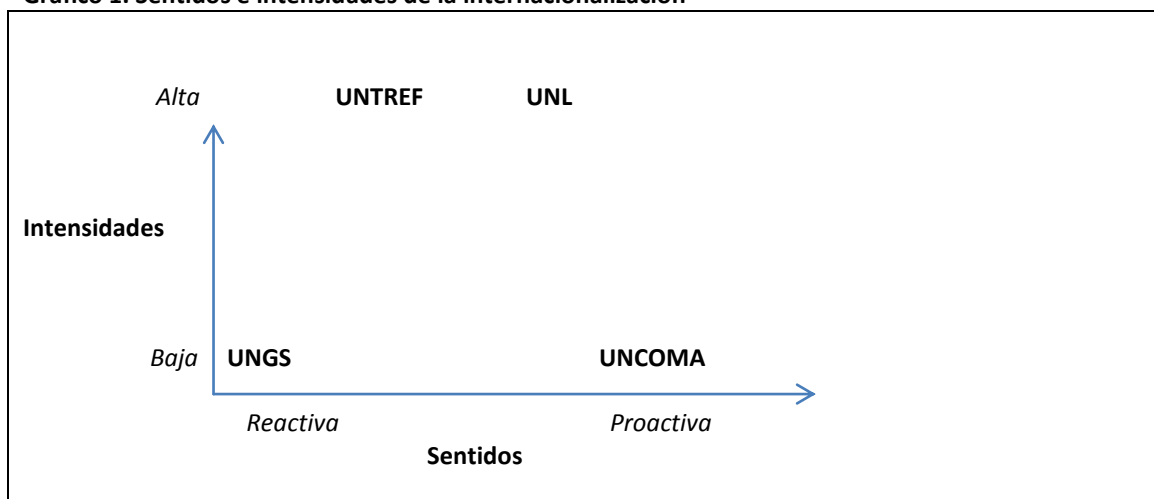 Gráfico 1. Sentidos e intensidades de la internacionalización
Alta UNTREF UNL
Intensidades
Baja UNGS UNCOMA
Reactiva Proactiva
Sentidos